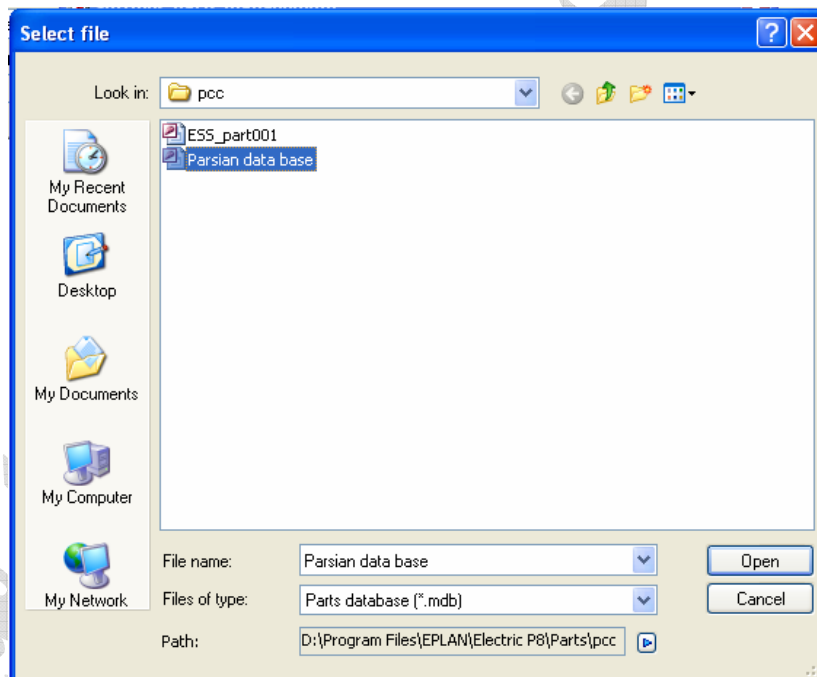 Select file
Look in: pcc
ESS_part001
Parsian data base
My Recent
Documents
Desktop
My Documents
My Computer
My Network
File name: Parsian data base Open
Files of type: Parts database (*.mdb) Cancel
Path: D:\Program Files\EPLAN\Electric P8\Parts\pcc